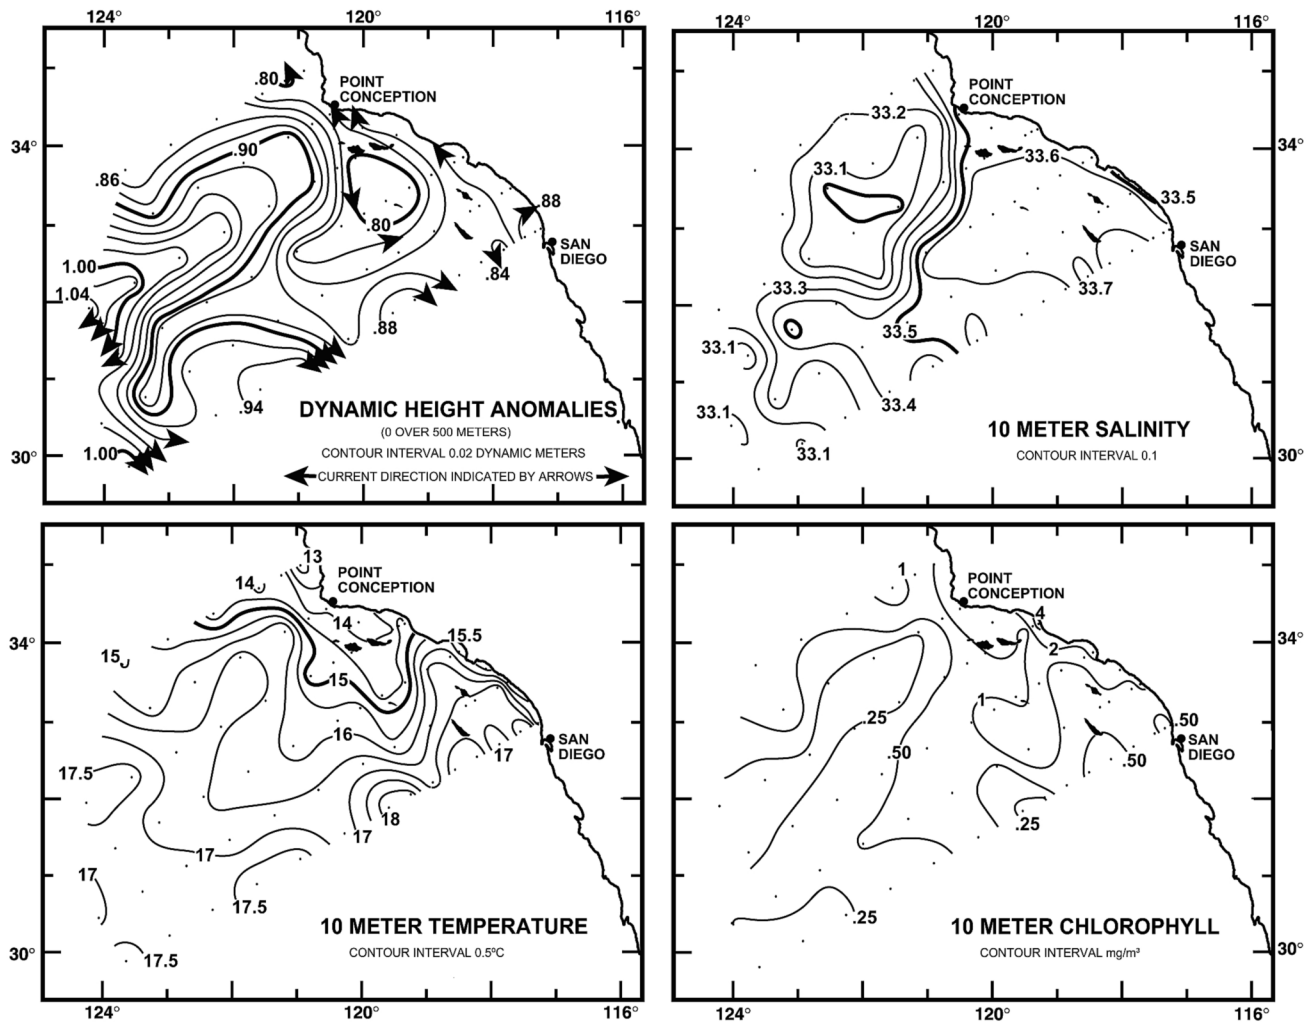 124°
120°
116°
.80
POINT
CONCEPTION
34°
.90
.86
.80
.88
SAN
DIEGO
1.00
.84
1.04
.88
.94
DYNAMIC HEIGHT ANOMALIES
(0 OVER 500 METERS)
CONTOUR INTERVAL 0.02 DYNAMIC METERS
1.00
30°
CURRENT DIRECTION INDICATED BY ARROWS
124°
120°
116°
POINT
CONCEPTION
33.2
34°
33.6
33.1
33.5
SAN
DIEGO
33.3
33.7
33.5
33.1
33.4
33.1
10 METER SALINITY
33.1
CONTOUR INTERVAL 0.1
30°
13
POINT
CONCEPTION
14
14
34°
15.5
15
15
16
SAN
DIEGO
17
17.5
18
17
17
17
17.5
10 METER TEMPERATURE
CONTOUR INTERVAL 0.5ºC
30°
17.5
124°
120°
116°
1
POINT
CONCEPTION
4
34°
2
1
.25
.50
SAN
DIEGO
.50
.50
.25
.25
10 METER CHLOROPHYLL
CONTOUR INTERVAL mg/m³
30°
124°
120°
116°